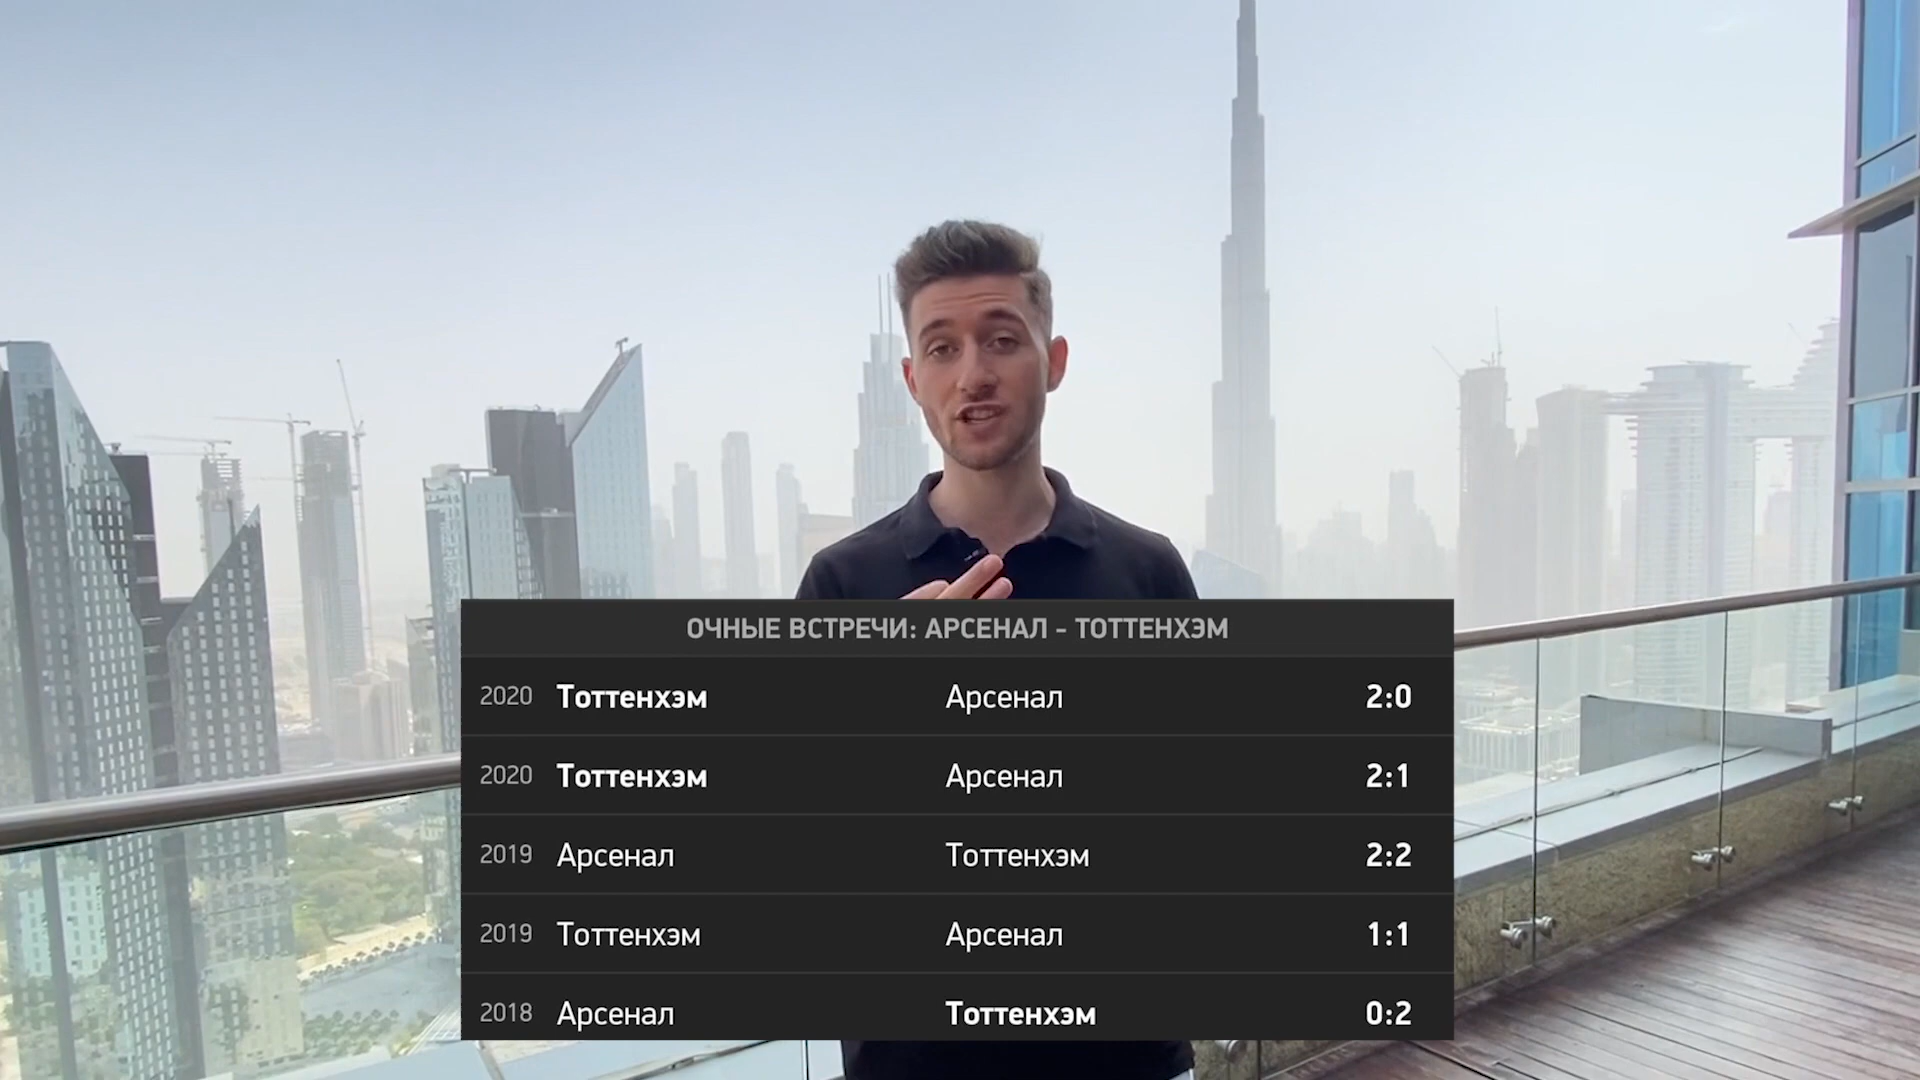 ОЧНЫЕ ВСТРЕЧИ: АРСЕНАЛ - ТОТТЕНХЭМ
2020 Тоттенхэм Арсенал 2:0
2020 Тоттенхэм Арсенал 2:1
2019 Арсенал Тоттенхэм 2:2
2019 Тоттенхэм Арсенал 1:1
2018 Арсенал Тоттенхэм 0:2